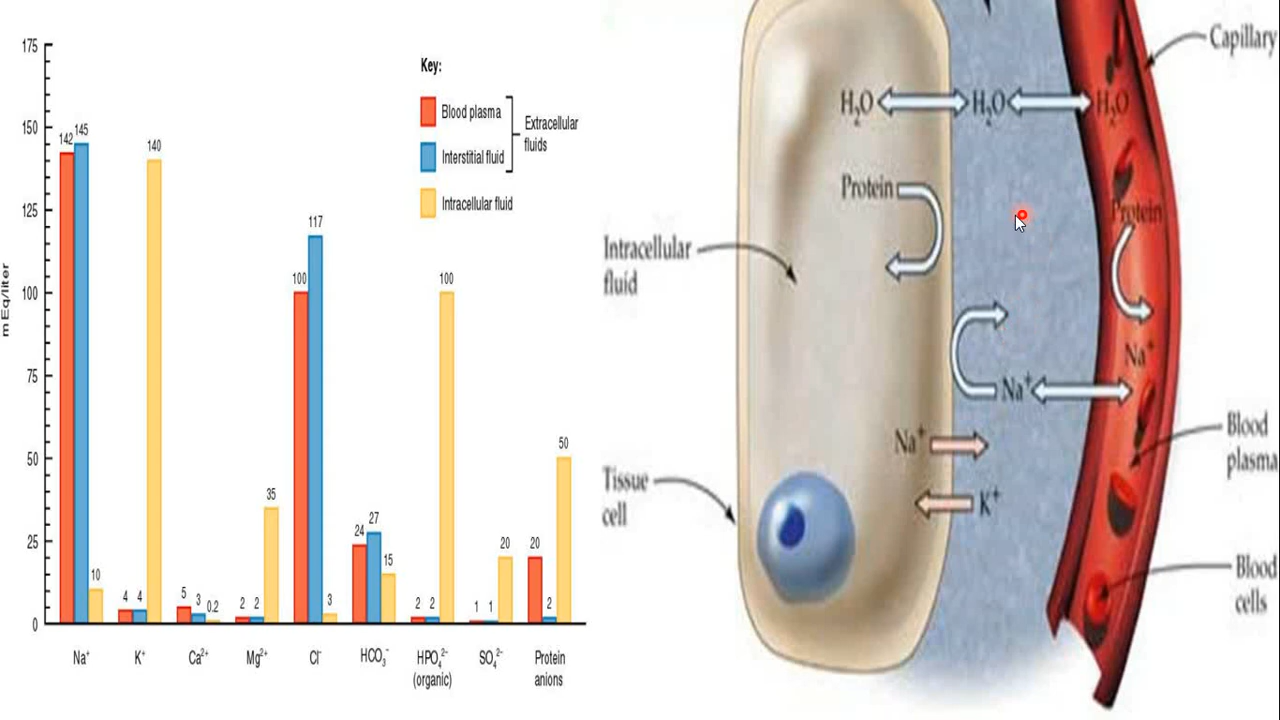 175
150
125
100
75
50
25
0
m Eq/liter
Key:
Blood plasma
Interstitial fluid
Extracellular
fluids
Intracellular fluid
142 145 10
4 4 140
5 3 0.2
2 2 35
100 117 3
24 27 15
2 2 100
1 1 20
20 2 50
Na⁺ K⁺ Ca²⁺ Mg²⁺ Cl⁻ HCO₃⁻ HPO₄²⁻ SO₄²⁻ Protein
(organic) anions
Capillary
H₂O H₂O H₂O
Protein
Protein
Intracellular
fluid
Na⁺
Na⁺
Na⁺
K⁺
Blood
plasma
Tissue
cell
Blood
cells